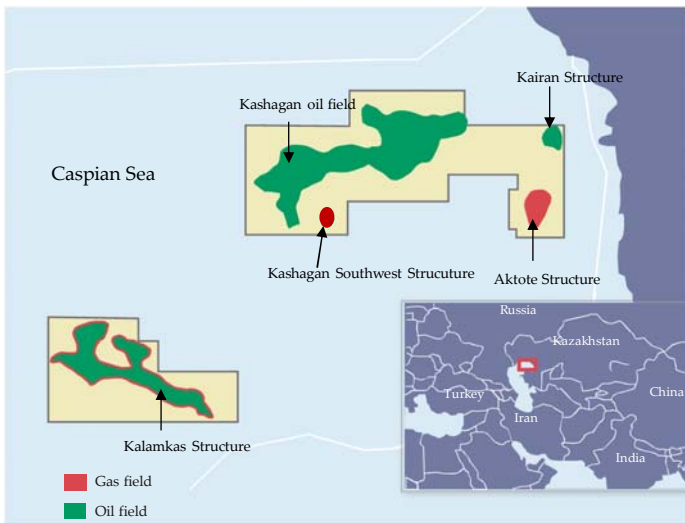 Kairan Structure
Kashagan oil field
Caspian Sea
Kashagan Southwest Strucuture
Aktote Structure
Russia
Kazakhstan
Turkey
China
Iran
India
Kalamkas Structure
Gas field
Oil field